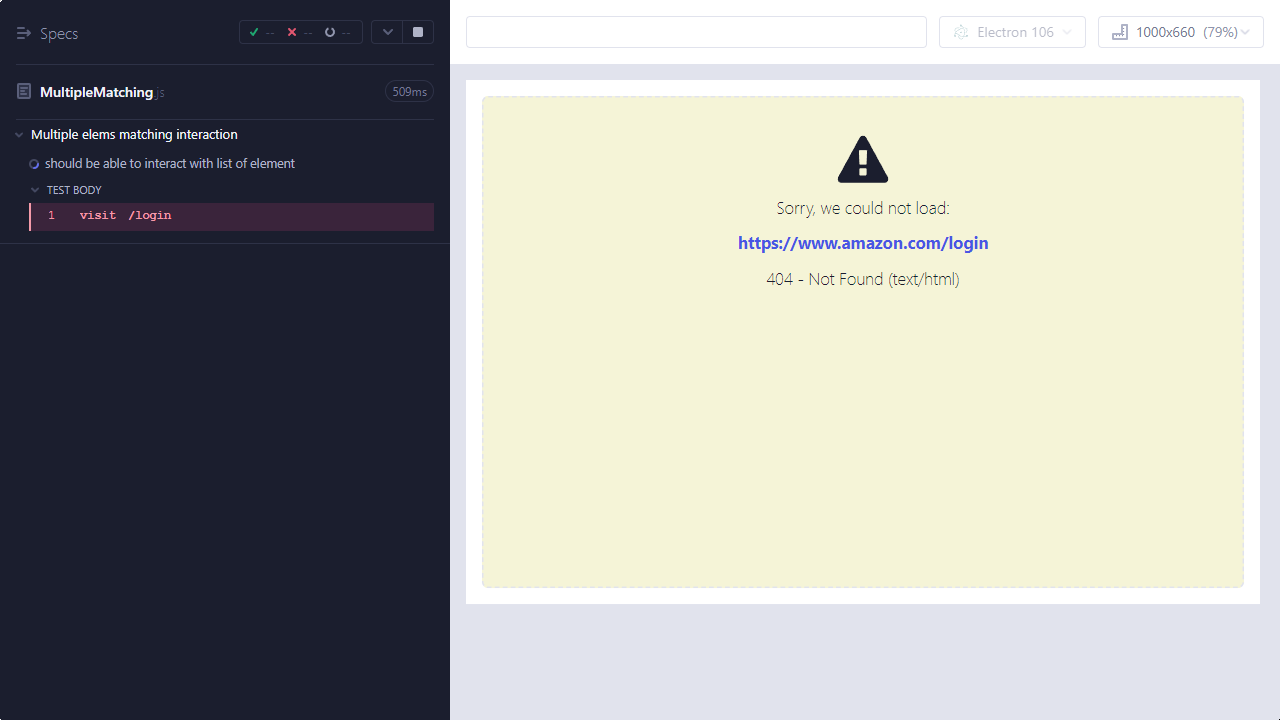 Specs
-- -- --
MultipleMatching.js
509ms
Multiple elems matching interaction
should be able to interact with list of element
TEST BODY
1 visit /login
Electron 106
1000x660 (79%)
Sorry, we could not load:
https://www.amazon.com/login
404 - Not Found (text/html)